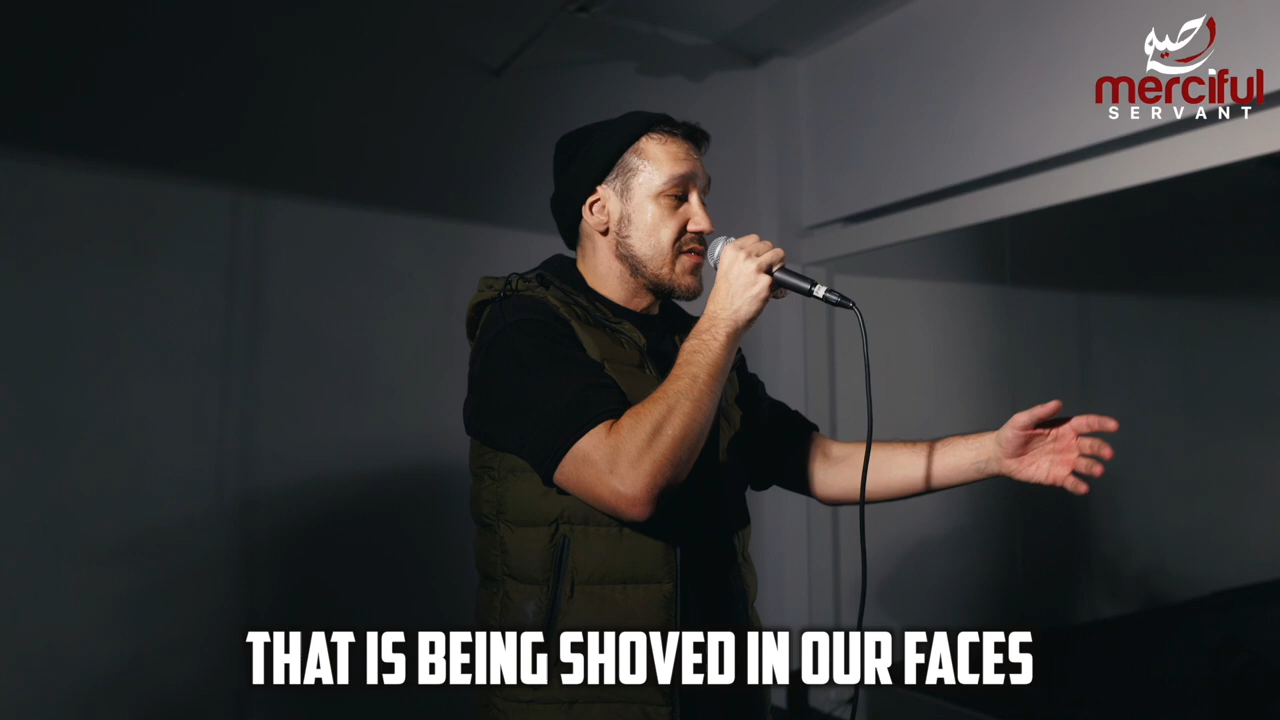 merciful
SERVANT
THAT IS BEING SHOVED IN OUR FACES